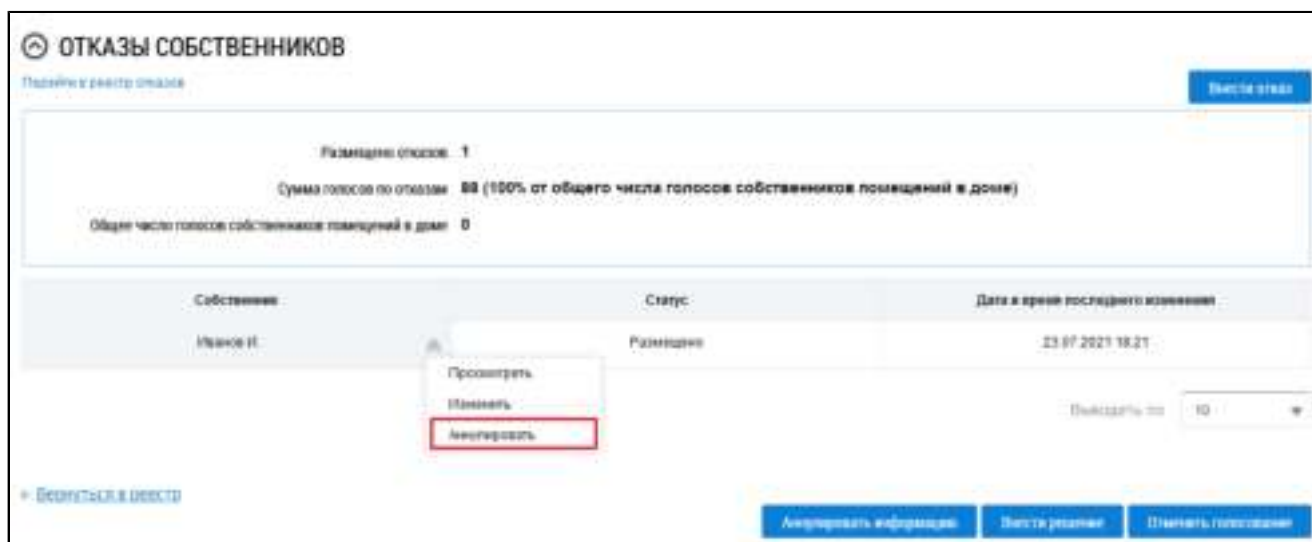 ОТКАЗЫ СОБСТВЕННИКОВ
Перейти в реестр отказов
Внести отказ
Размещено отказов 1
Сумма голосов по отказам 88 (100% от общего числа голосов собственников помещений в доме)
Общее число голосов собственников помещений в доме 0
Собственник Статус Дата и время последнего изменения
Иванов И. Размещено 23.07.2021 18:21
Просмотреть
Изменить
Аннулировать
Выводить по 10
Вернуться в реестр
Аннулировать информацию Внести решение Отменить голосование